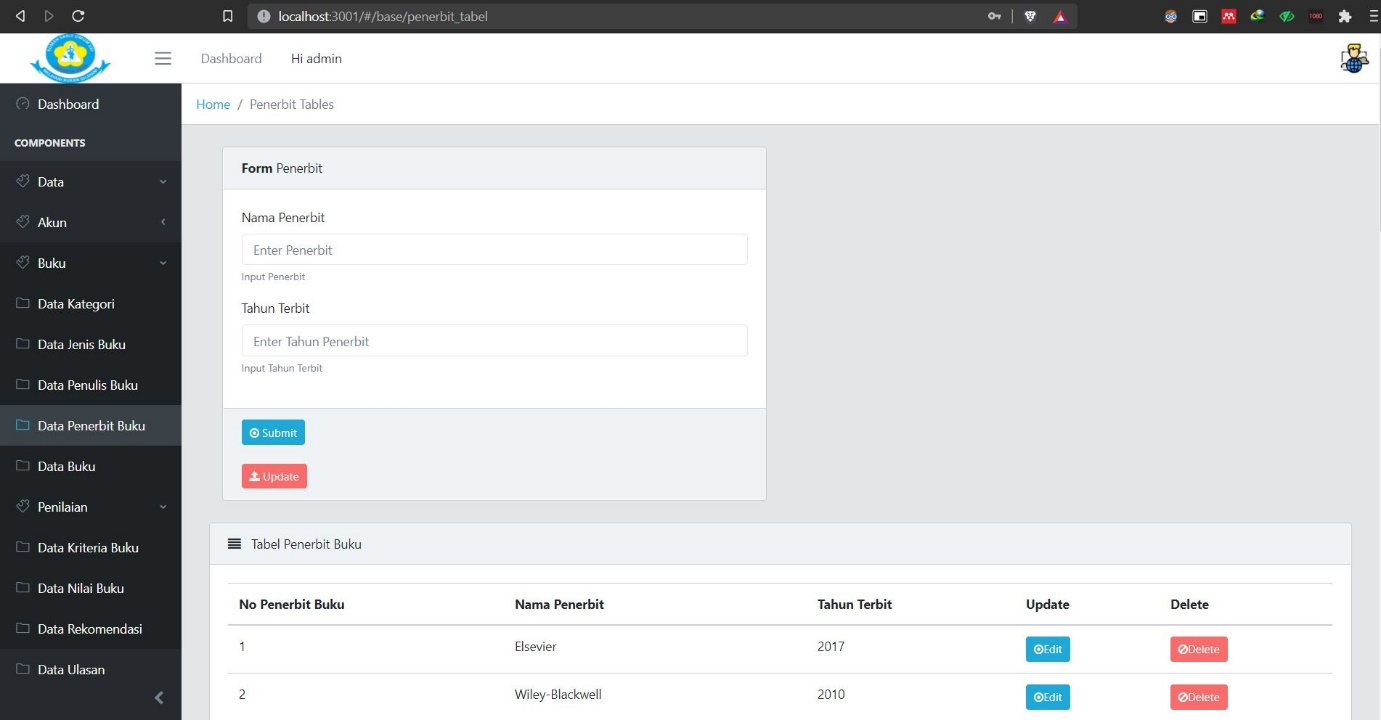 localhost:3001/#/base/penerbit_tabel
Dashboard Hi admin
Dashboard
Home / Penerbit Tables
COMPONENTS
Data
Akun
Buku
Data Kategori
Data Jenis Buku
Data Penulis Buku
Data Penerbit Buku
Data Buku
Penilaian
Data Kriteria Buku
Data Nilai Buku
Data Rekomendasi
Data Ulasan
Form Penerbit
Nama Penerbit
Enter Penerbit
Input Penerbit
Tahun Terbit
Enter Tahun Penerbit
Input Tahun Terbit
Submit
Update
Tabel Penerbit Buku
No Penerbit Buku Nama Penerbit Tahun Terbit Update Delete
1 Elsevier 2017 Edit Delete
2 Wiley-Blackwell 2010 Edit Delete